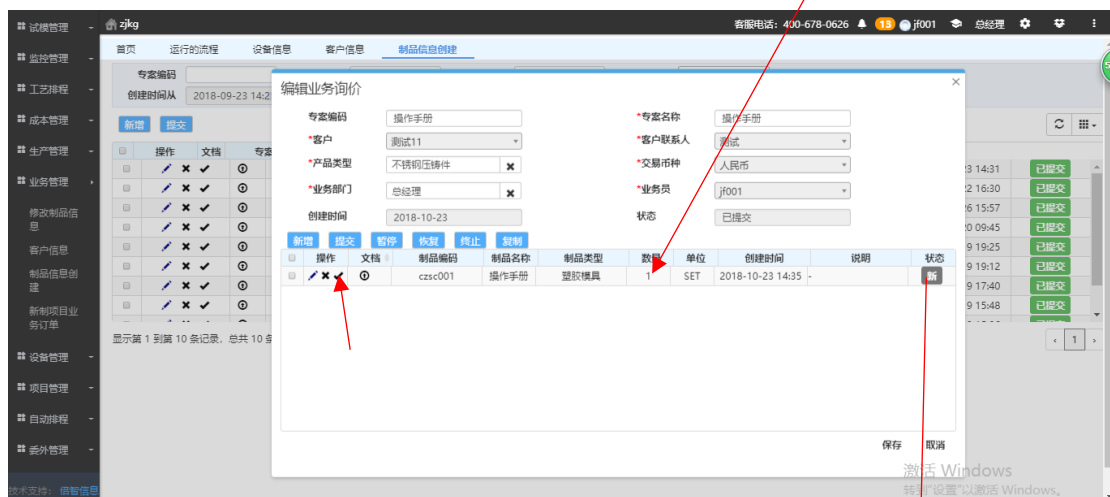 试模管理
zjkg
客服电话：400-678-0626
13
jf001
总经理
首页 运行的流程 设备信息 客户信息 制品信息创建
监控管理
工艺排程
成本管理
生产管理
业务管理
修改制品信
息
客户信息
制品信息创
建
新制项目业
务订单
设备管理
项目管理
自动排程
委外管理
技术支持： 倍智信息
专案编码
创建时间从 2018-09-23 14:2
新增 提交
操作 文档 专案
编辑业务询价
×
专案编码 操作手册 *专案名称 操作手册
*客户 测试11 *客户联系人 测试
*产品类型 不锈钢压铸件 *交易币种 人民币
*业务部门 总经理 *业务员 jf001
创建时间 2018-10-23 状态 已提交
新增 提交 暂停 恢复 终止 复制
操作 文档 制品编码 制品名称 制品类型 数量 单位 创建时间 说明 状态
czsc001 操作手册 塑胶模具 1 SET 2018-10-23 14:35 - 新
3 14:31 已提交
2 16:30 已提交
6 15:57 已提交
0 09:45 已提交
9 19:25 已提交
9 19:12 已提交
9 17:40 已提交
9 15:48 已提交
显示第 1 到第 10 条记录，总共 10 条
‹ 1 ›
保存 取消
激活 Windows
转到"设置"以激活 Windows。